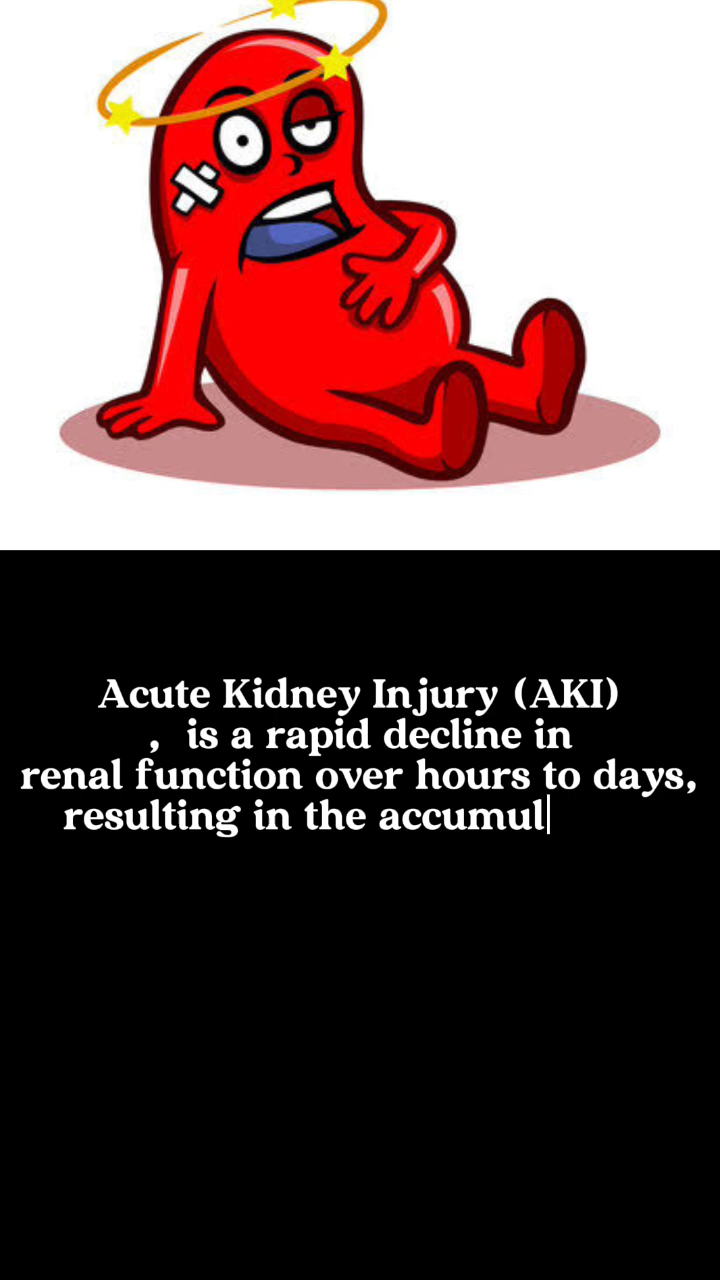 Acute Kidney Injury (AKI)
, is a rapid decline in
renal function over hours to days,
resulting in the accumul